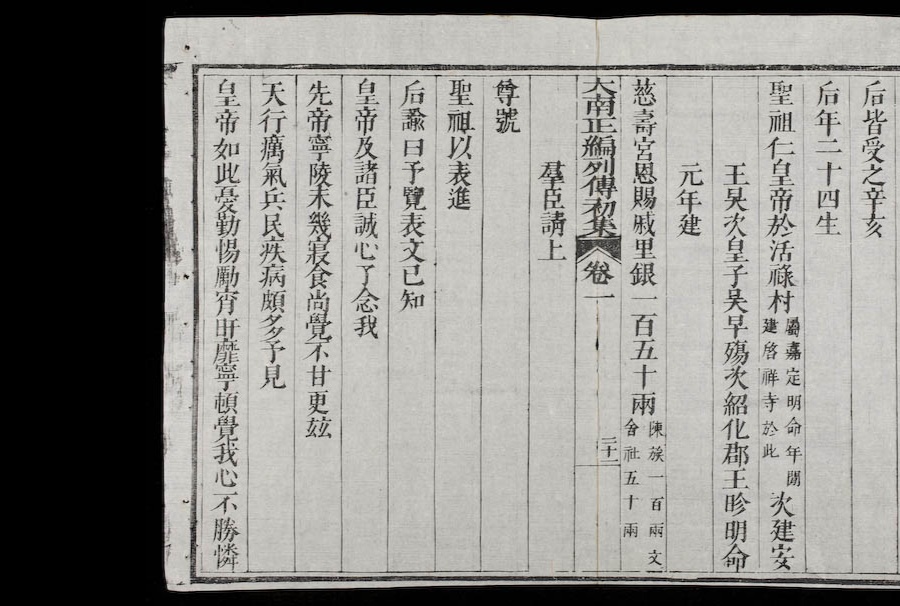 后皆受之辛亥
后年二十四生
聖祖仁皇帝於活祿村屬嘉定明命年間建啓祥寺於此次建安
王旲次皇子旲早殤次紹化郡王昣明命
元年建
慈壽宮恩賜戚里銀一百五十兩陳族一百兩文舍社五十兩
大南正編列傳初集 卷一 二十一
羣臣請上
尊號
聖祖以表進
后諭曰予覽表文已知
皇帝及諸臣誠心了念我
先帝寧陵未幾寢食尚覺不甘更玆
天行癘氣兵民疾病頗多予見
皇帝如此憂勤惕勵宵旰靡寧頓覺我心不勝憐